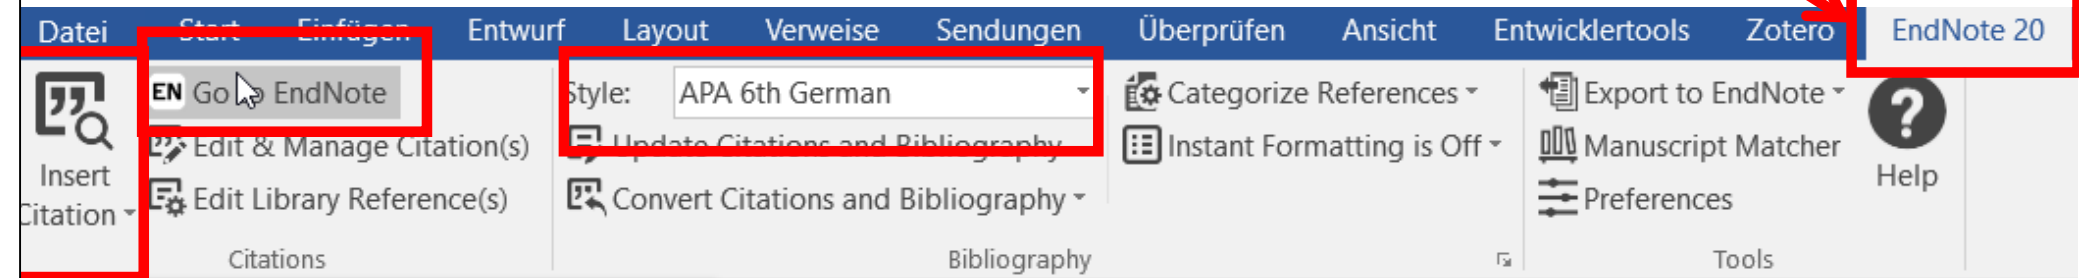 Datei Start Einfügen Entwurf Layout Verweise Sendungen Überprüfen Ansicht Entwicklertools Zotero EndNote 20
Insert
Citation
EN Go to EndNote
Edit & Manage Citation(s)
Edit Library Reference(s)
Citations
Style: APA 6th German
Update Citations and Bibliography
Convert Citations and Bibliography
Categorize References
Instant Formatting is Off
Bibliography
Export to EndNote
Manuscript Matcher
Preferences
Tools
?
Help